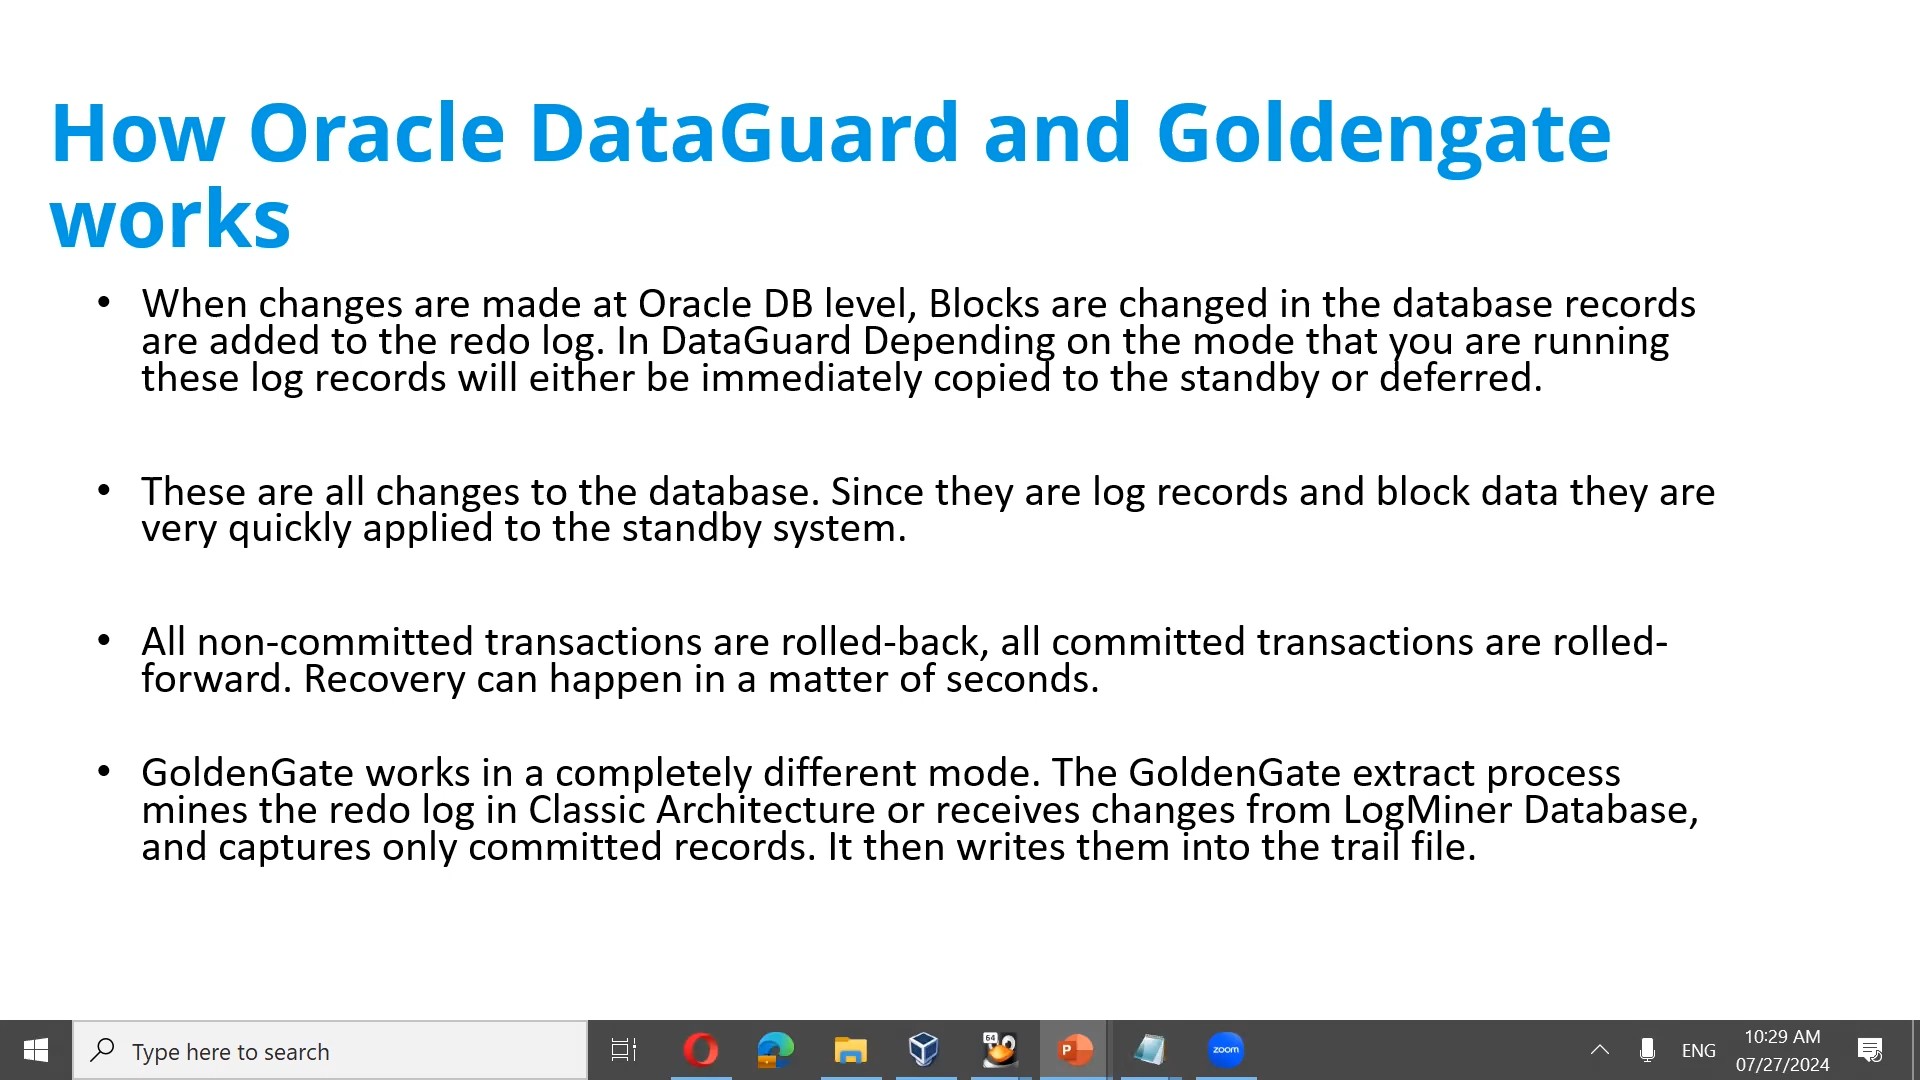 How Oracle DataGuard and Goldengate
works
• When changes are made at Oracle DB level, Blocks are changed in the database records
are added to the redo log. In DataGuard Depending on the mode that you are running
these log records will either be immediately copied to the standby or deferred.
• These are all changes to the database. Since they are log records and block data they are
very quickly applied to the standby system.
• All non-committed transactions are rolled-back, all committed transactions are rolled-
forward. Recovery can happen in a matter of seconds.
• GoldenGate works in a completely different mode. The GoldenGate extract process
mines the redo log in Classic Architecture or receives changes from LogMiner Database,
and captures only committed records. It then writes them into the trail file.
Type here to search
64
P
zoom
ENG
10:29 AM
07/27/2024